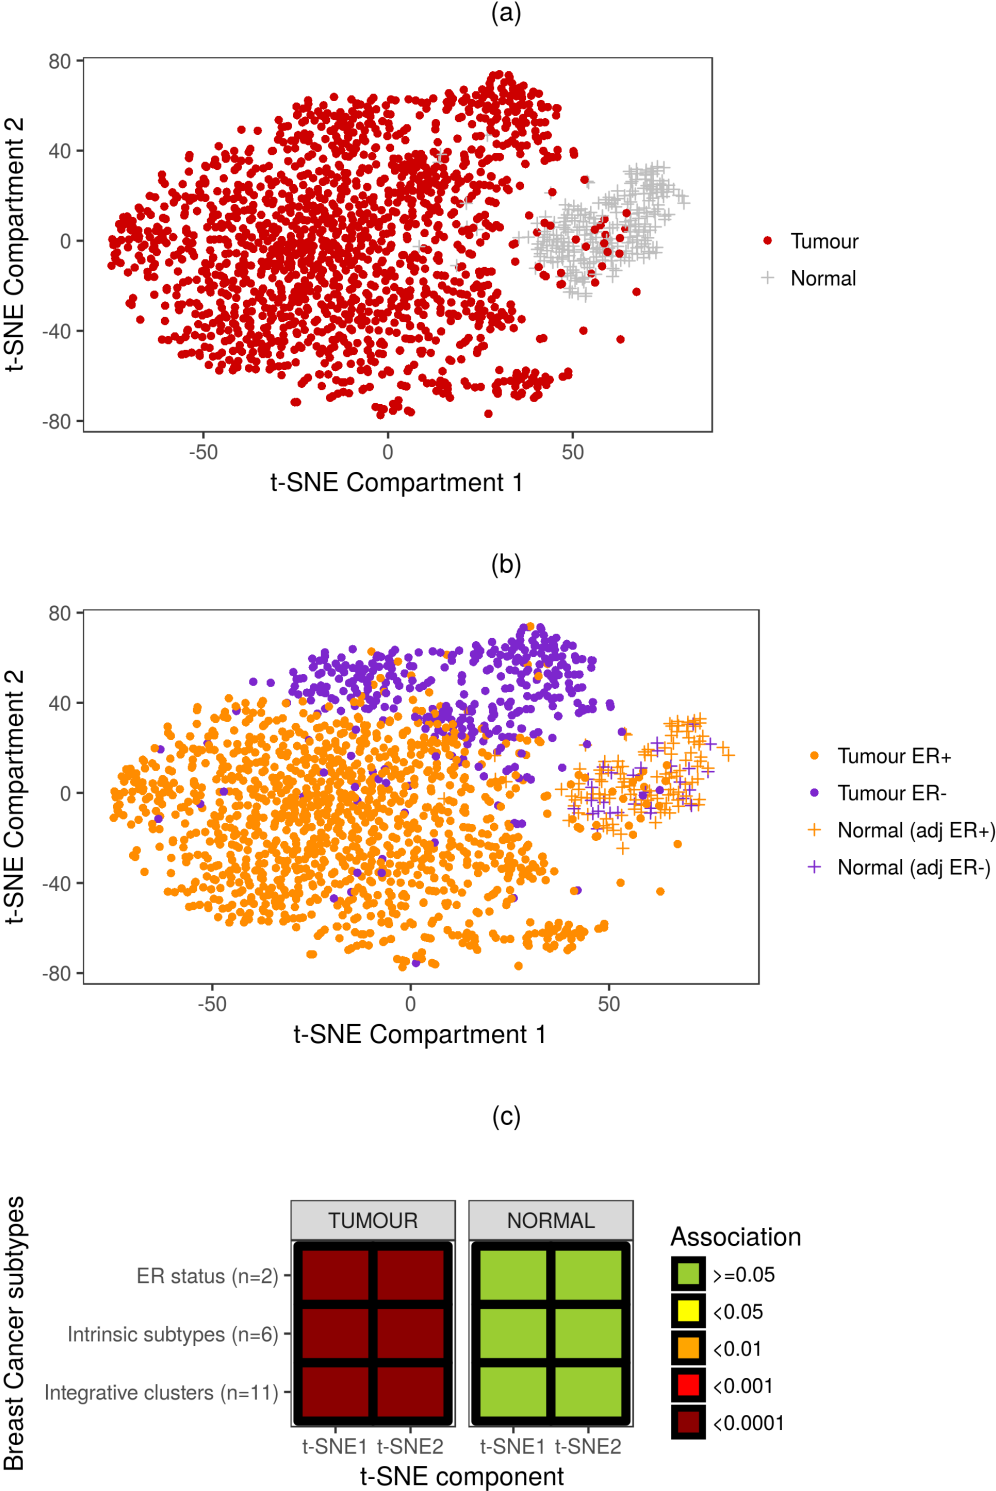 (a)
80
40
0
-40
-80
t-SNE Compartment 2
-50 0 50
t-SNE Compartment 1
Tumour
Normal
(b)
80
40
0
-40
-80
t-SNE Compartment 2
-50 0 50
t-SNE Compartment 1
Tumour ER+
Tumour ER-
Normal (adj ER+)
Normal (adj ER-)
(c)
Breast Cancer subtypes
TUMOUR NORMAL
ER status (n=2)
Intrinsic subtypes (n=6)
Integrative clusters (n=11)
t-SNE1 t-SNE2 t-SNE1 t-SNE2
t-SNE component
Association
>=0.05
<0.05
<0.01
<0.001
<0.0001